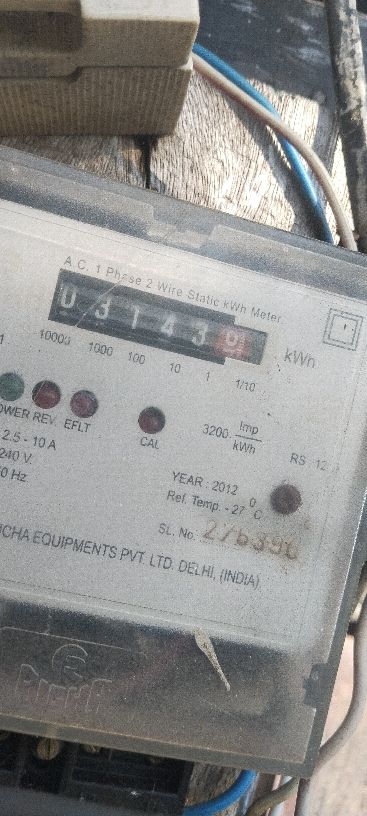 A.C. 1 Phase 2 Wire Static kWh Meter
0 3 1 4 3
kWh
10000 1000 100 10 1 1/10
REV EFLT
CAL
3200 Imp/kWh
RS 12
2.5 - 10 A
240 V
YEAR : 2012
Ref. Temp. - 27 °C
SL. No.
EQUIPMENTS PVT. LTD. DELHI, (INDIA)